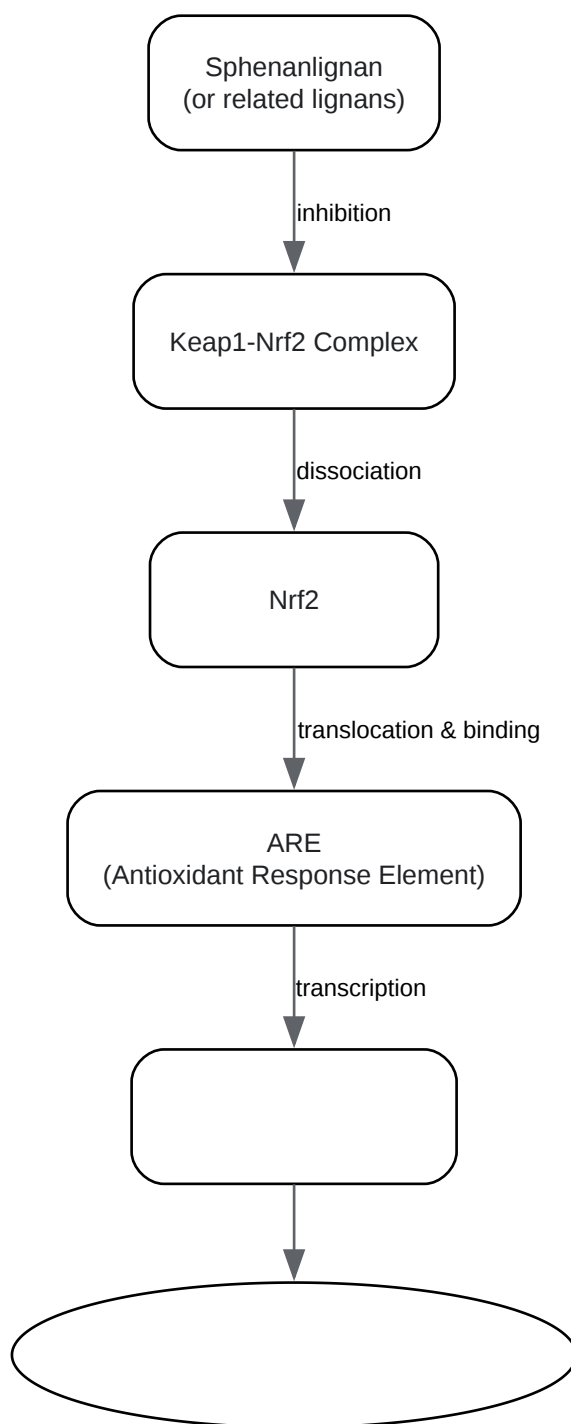 Sphenanlignan
(or related lignans)
inhibition
Keap1-Nrf2 Complex
dissociation
Nrf2
translocation & binding
ARE
(Antioxidant Response Element)
transcription